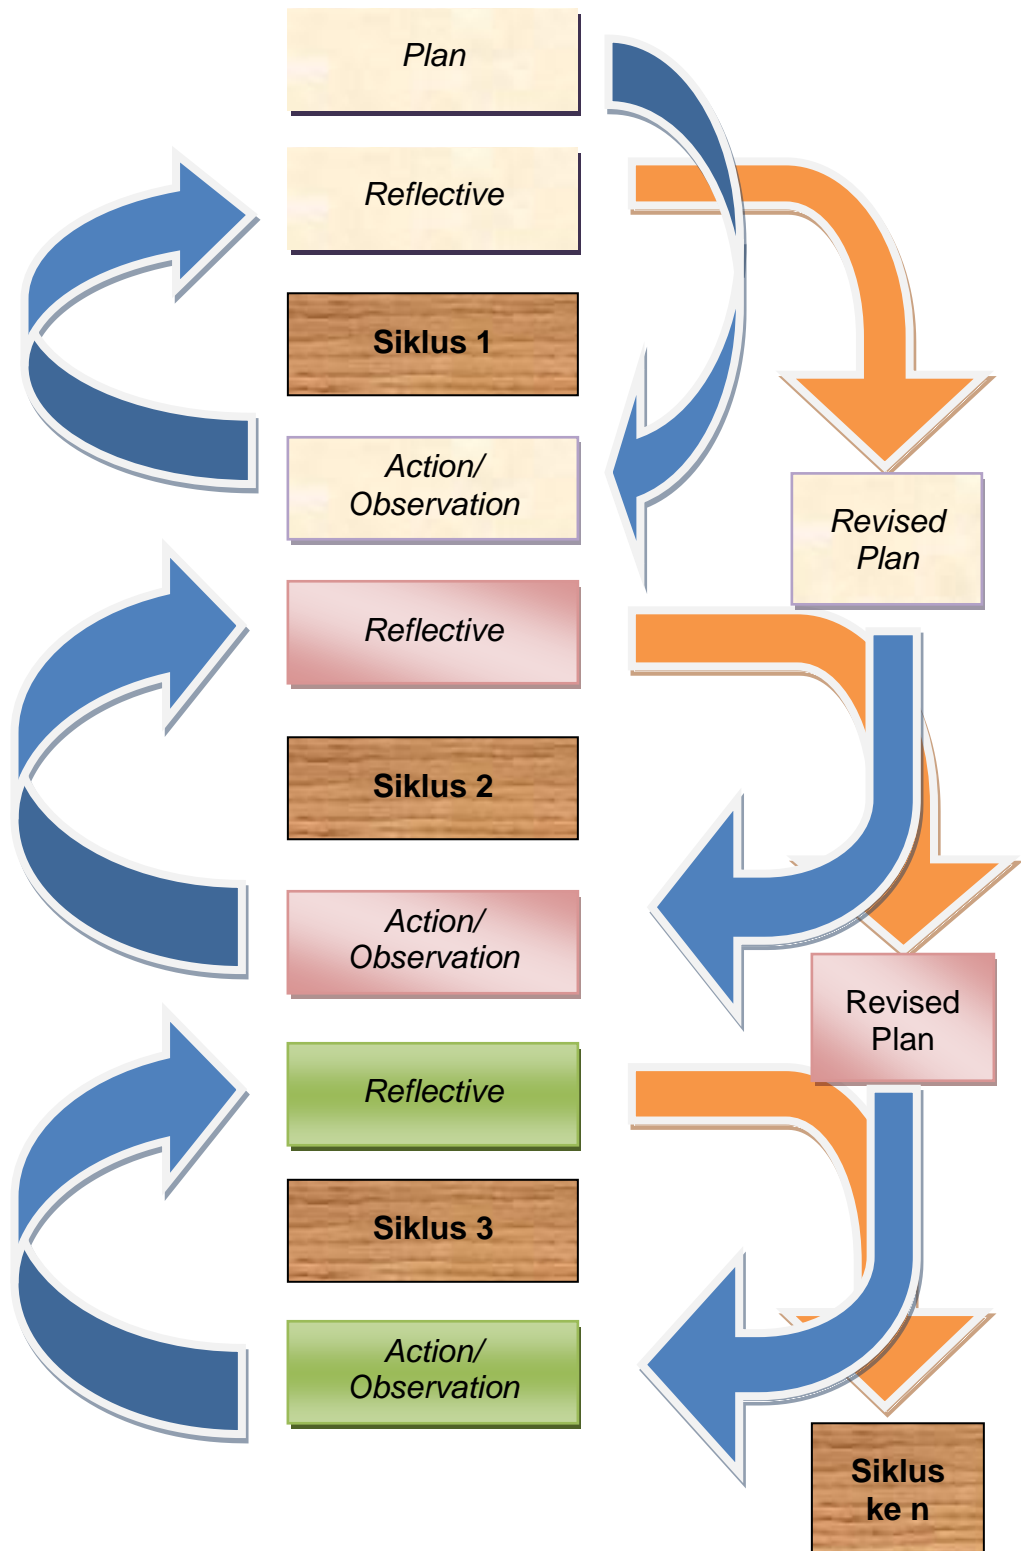 Plan
Reflective
Siklus 1
Action/
Observation
Revised
Plan
Reflective
Siklus 2
Action/
Observation
Revised
Plan
Reflective
Siklus 3
Action/
Observation
Siklus
ke n